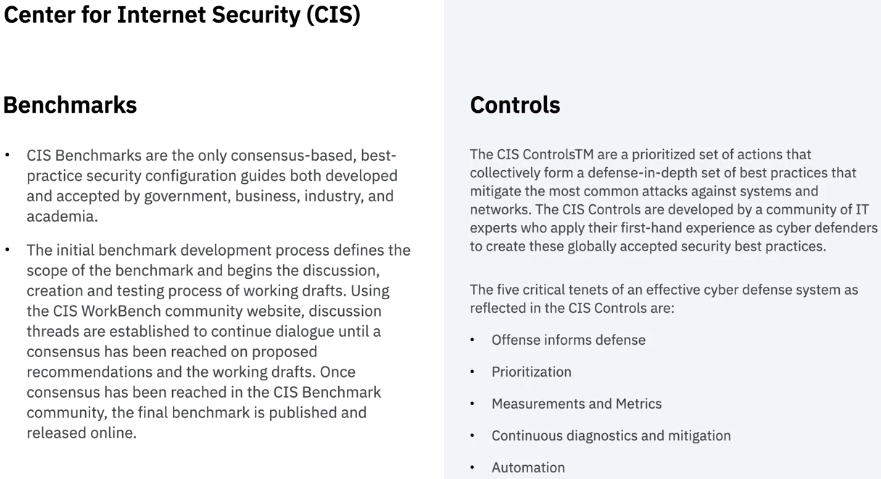 Center for Internet Security (CIS)
Benchmarks
• CIS Benchmarks are the only consensus-based, best-
practice security configuration guides both developed
and accepted by government, business, industry, and
academia.
• The initial benchmark development process defines the
scope of the benchmark and begins the discussion,
creation and testing process of working drafts. Using
the CIS WorkBench community website, discussion
threads are established to continue dialogue until a
consensus has been reached on proposed
recommendations and the working drafts. Once
consensus has been reached in the CIS Benchmark
community, the final benchmark is published and
released online.
Controls
The CIS ControlsTM are a prioritized set of actions that
collectively form a defense-in-depth set of best practices that
mitigate the most common attacks against systems and
networks. The CIS Controls are developed by a community of IT
experts who apply their first-hand experience as cyber defenders
to create these globally accepted security best practices.
The five critical tenets of an effective cyber defense system as
reflected in the CIS Controls are:
• Offense informs defense
• Prioritization
• Measurements and Metrics
• Continuous diagnostics and mitigation
• Automation